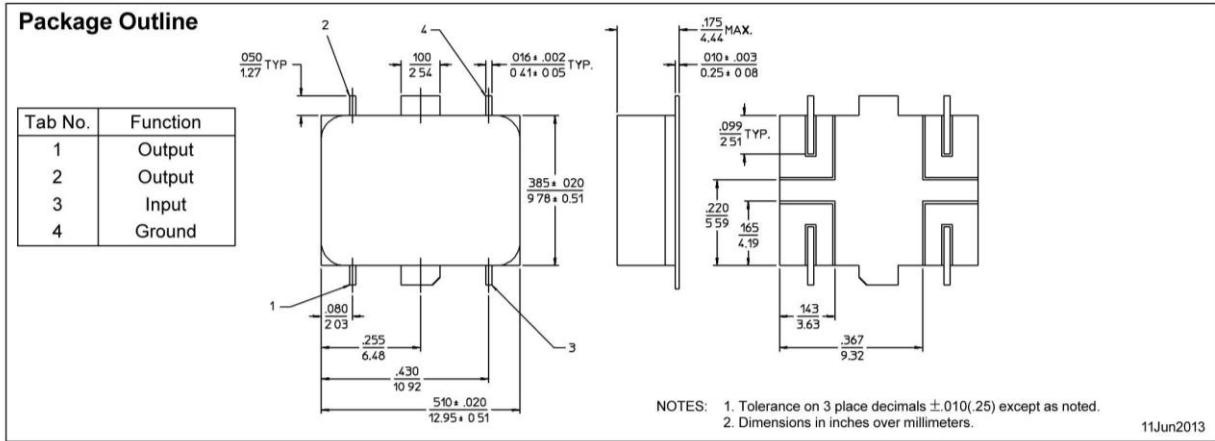 Package Outline
Tab No. Function
1 Output
2 Output
3 Input
4 Ground
2
4
050
1.27
TYP
100
2 54
016± .002
0 41± 0 05
TYP.
385± 020
9 78± 0.51
1
3
.080
2 03
.255
6.48
.430
10 92
510± .020
12.95± 0 51
.175
4.44
MAX.
010± .003
0.25± 0 08
.099
2 51
TYP.
.220
5 59
165
4.19
143
3.63
.367
9.32
NOTES: 1. Tolerance on 3 place decimals ±.010(.25) except as noted.
2. Dimensions in inches over millimeters.
11Jun2013